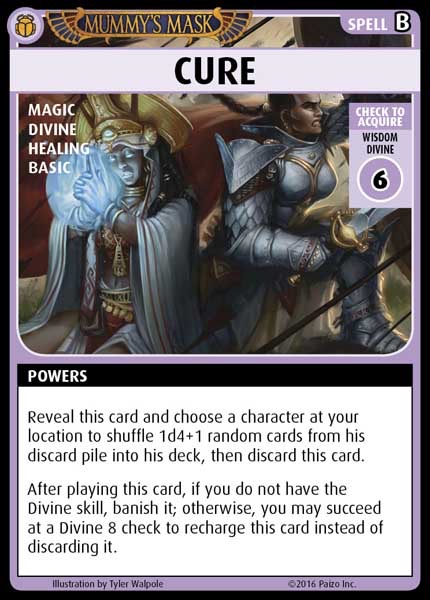 MUMMY'S MASK
SPELL B
CURE
MAGIC
DIVINE
HEALING
BASIC
CHECK TO
ACQUIRE
WISDOM
DIVINE
6
POWERS
Reveal this card and choose a character at your
location to shuffle 1d4+1 random cards from his
discard pile into his deck, then discard this card.
After playing this card, if you do not have the
Divine skill, banish it; otherwise, you may succeed
at a Divine 8 check to recharge this card instead of
discarding it.
Illustration by Tyler Walpole
©2016 Paizo Inc.